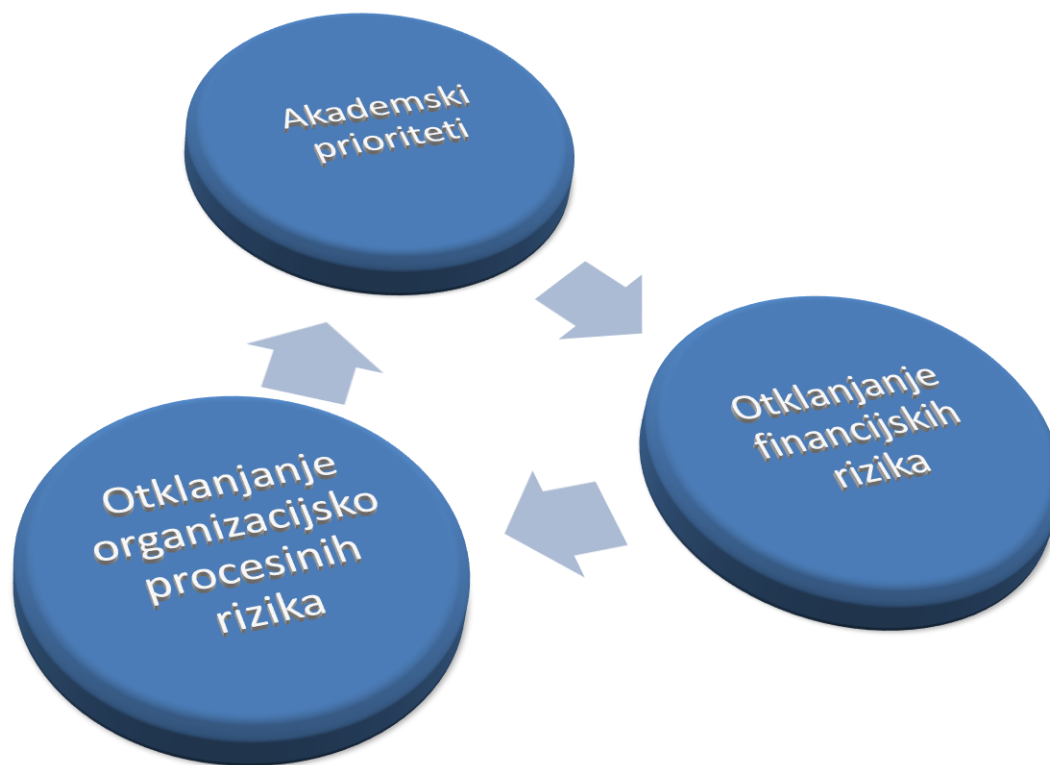 Akademski
prioriteti
Otklanjanje
financijskih
rizika
Otklanjanje
organizacijsko
procesinih
rizika